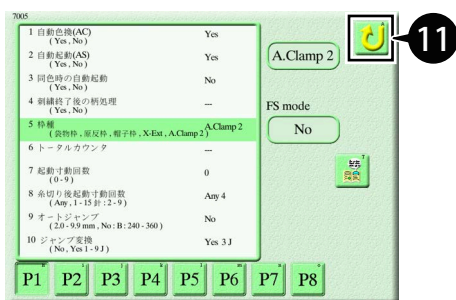 7005
1 自動色換(AC) Yes
( Yes , No )
2 自動起動(AS) Yes
( Yes , No )
3 同色時の自動起動 No
( Yes , No )
4 刺繍終了後の柄処理 ---
( Yes , No )
5 枠種 A.Clamp 2
( 袋物枠 , 原反枠 , 帽子枠 , X-Ext , A.Clamp 2 )
6 トータルカウンタ ---
7 起動寸動回数 0
( 0 - 9 )
8 糸切り後起動寸動回数 Any 4
( Any , 1 - 15 針 : 2 - 9 )
9 オートジャンプ No
( 2.0 - 9.9 mm , No : B : 240 - 360 )
10 ジャンプ変換 Yes 3 J
( No , Yes 1 - 9 J )
A.Clamp 2
11
FS mode
No
P1 P2 P3 P4 P5 P6 P7 P8